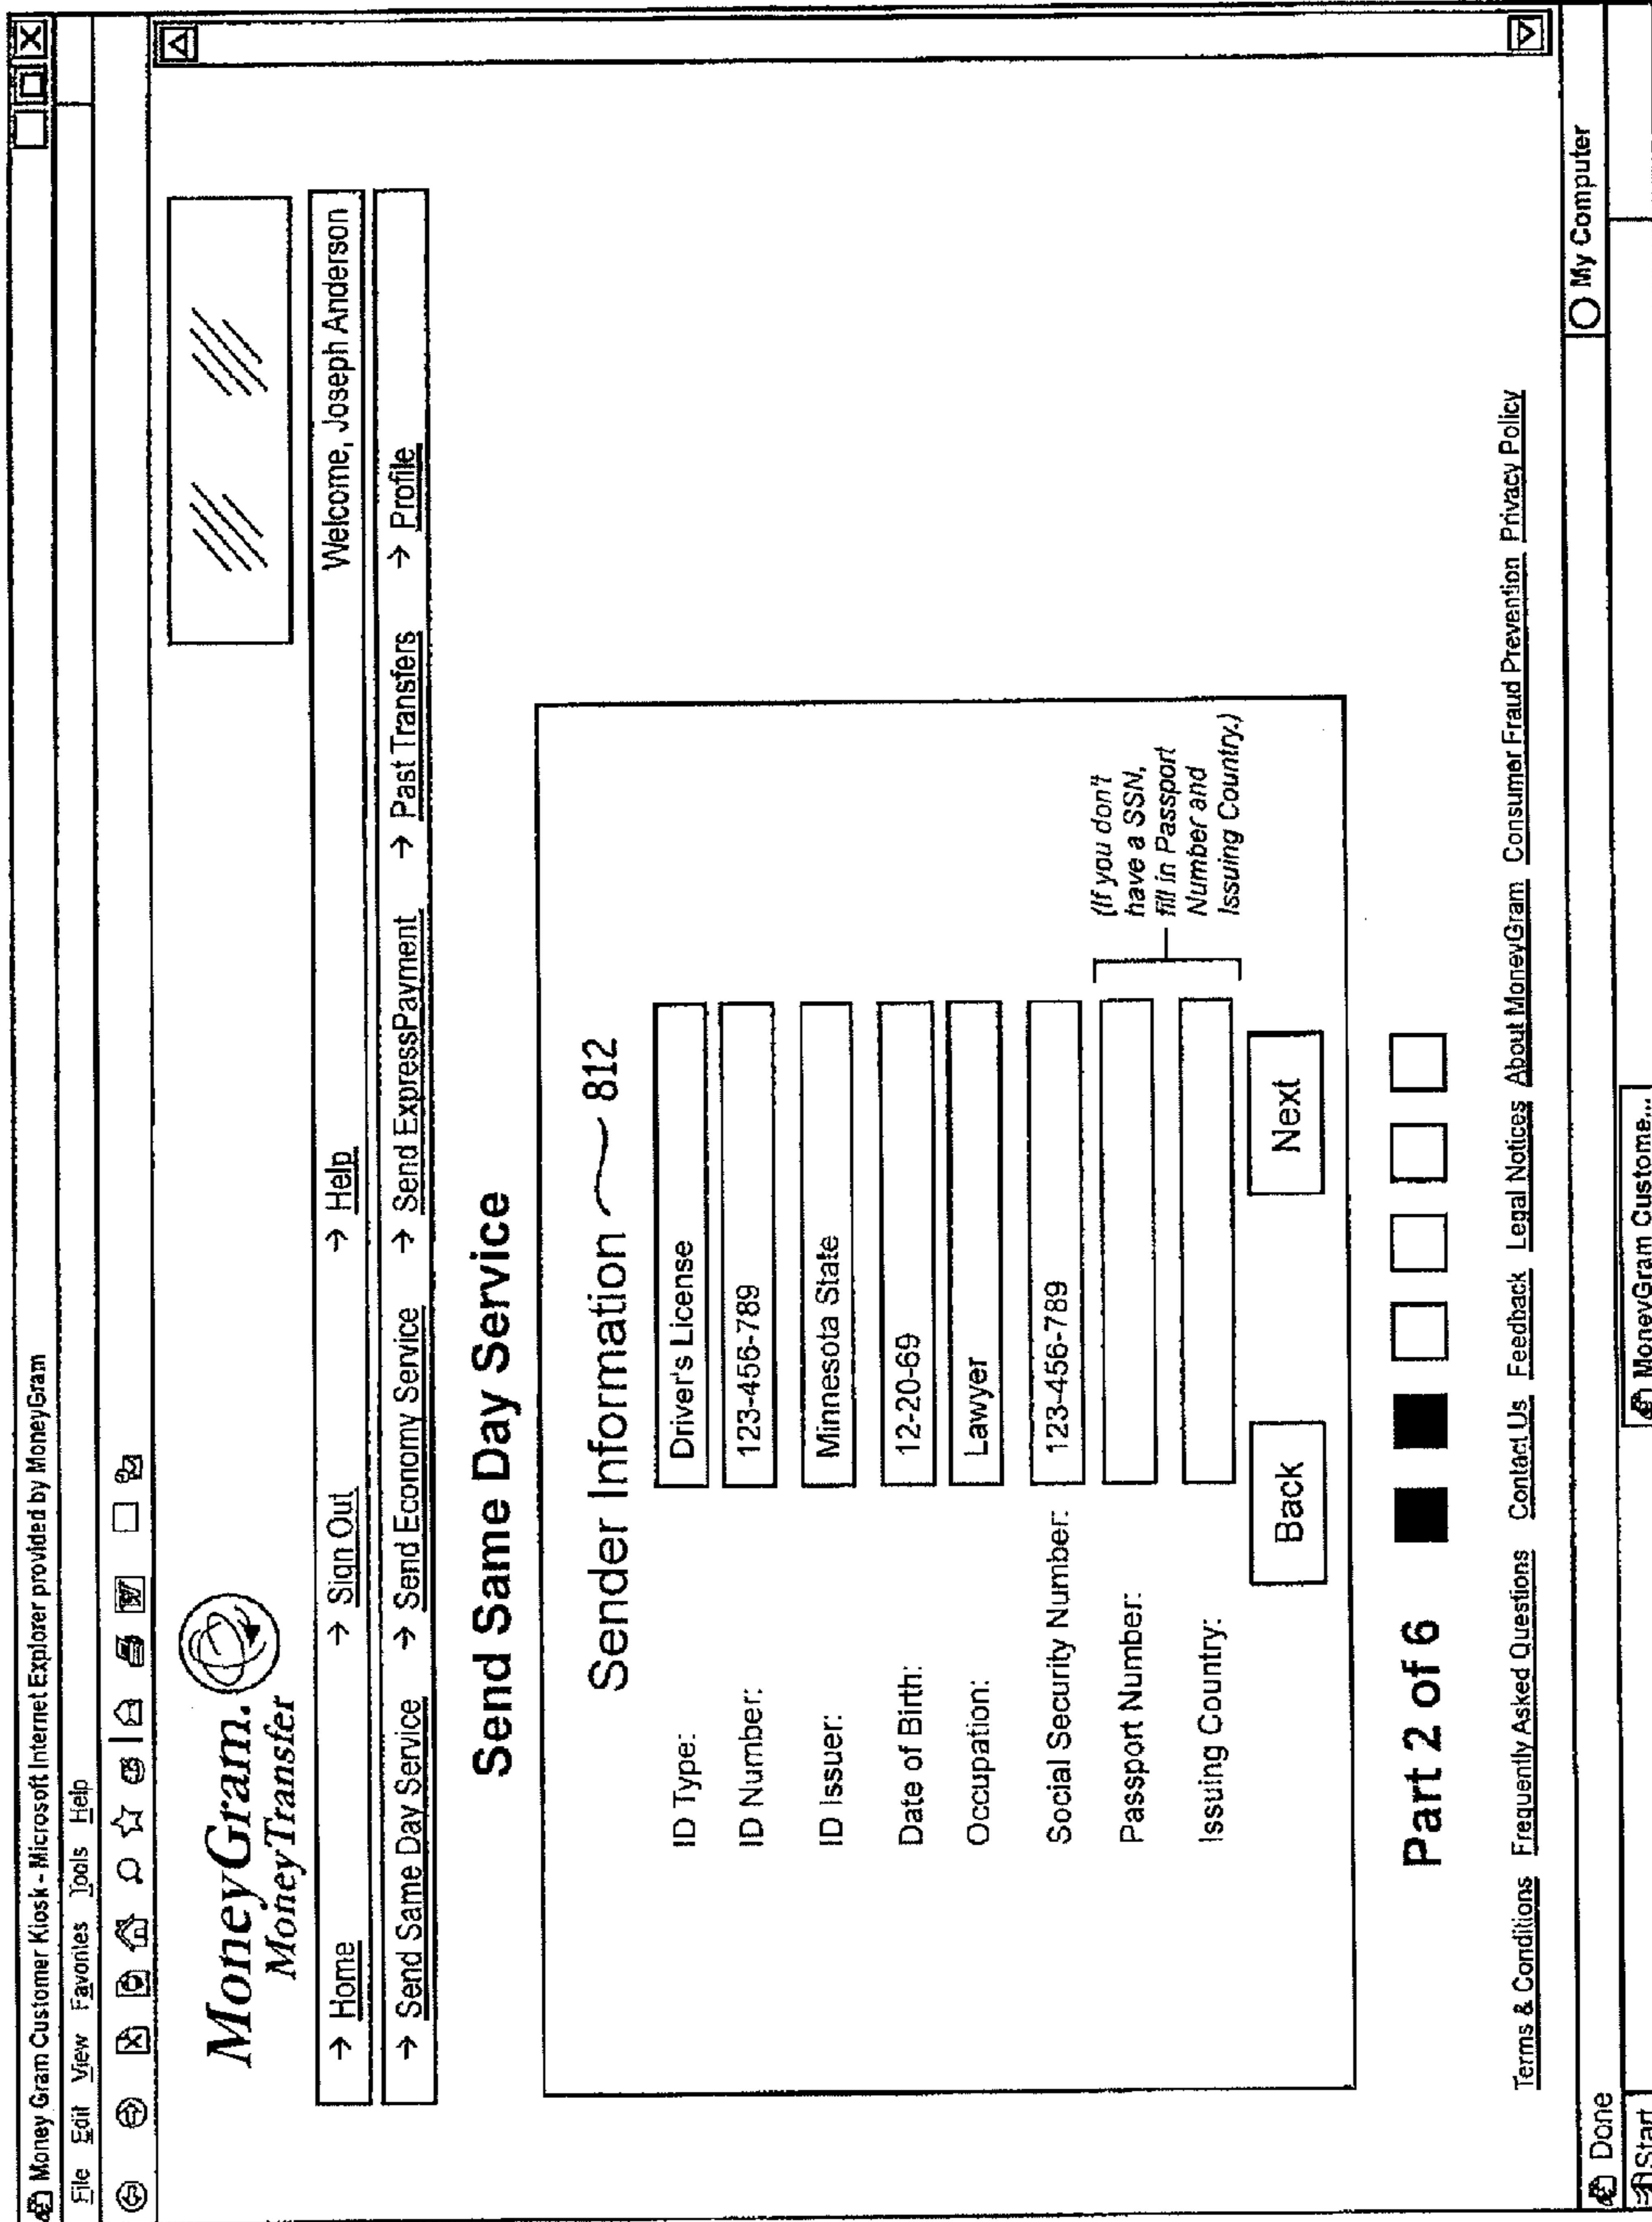 Money Gram Customer Kiosk - Microsoft Internet Explorer provided by MoneyGram
File Edit View Favorites Tools Help
MoneyGram.
MoneyTransfer
→ Home → Sign Out → Help Welcome, Joseph Anderson
→ Send Same Day Service → Send Economy Service → Send ExpressPayment → Past Transfers → Profile
Send Same Day Service
Sender Information 812
ID Type: Driver's License
ID Number: 123-456-789
ID Issuer: Minnesota State
Date of Birth: 12-20-69
Occupation: Lawyer
Social Security Number: 123-456-789
Passport Number:
Issuing Country:
(If you don't
have a SSN,
fill in Passport
Number and
Issuing Country.)
Back Next
Part 2 of 6
Terms & Conditions Frequently Asked Questions Contact Us Feedback Legal Notices About MoneyGram Consumer Fraud Prevention Privacy Policy
Done My Computer
Start MoneyGram Custome...